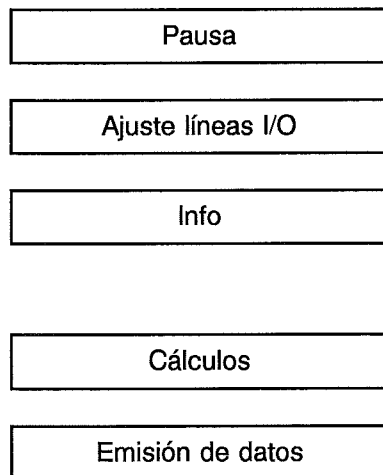 Pausa
Ajuste líneas I/O
Info
Cálculos
Emisión de datos